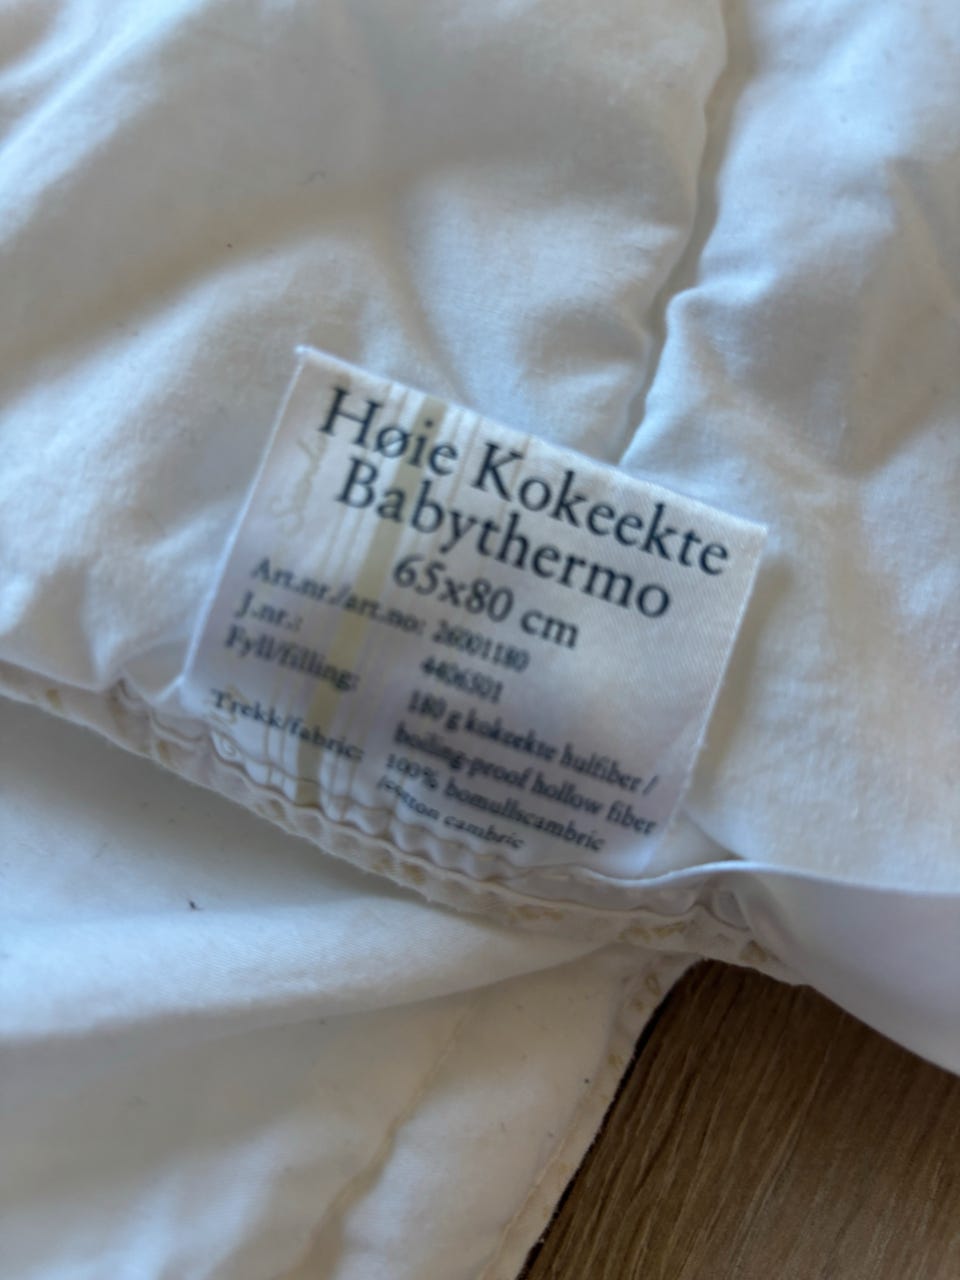 Høie Kokeekte
Babythermo
65x80 cm
Art.nr./art.no: 26001180
J.nr.: 4406501
Fyll/filling: 180 g kokeekte hulfiber /
boiling-proof hollow fiber
Trekk/fabric: 100% bomullscambric
/cotton cambric